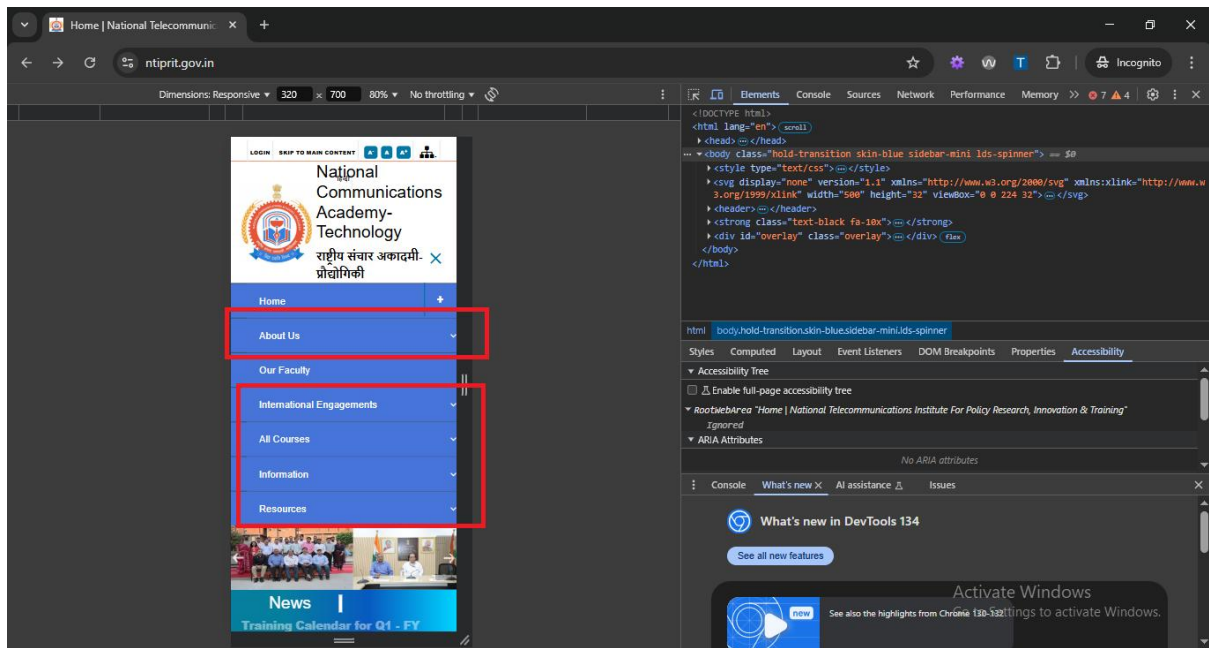 Home | National Telecommunic
ntiprit.gov.in
Incognito
Dimensions: Responsive 320 x 700 80% No throttling
Elements Console Sources Network Performance Memory 7 4
<!DOCTYPE html>
<html lang="en"> scroll
<head> </head>
<body class="hold-transition skin-blue sidebar-mini lds-spinner"> == $0
<style type="text/css"> </style>
<svg display="none" version="1.1" xmlns="http://www.w3.org/2000/svg" xmlns:xlink="http://www.w
3.org/1999/xlink" width="500" height="32" viewBox="0 0 224 32"> </svg>
<header> </header>
<strong class="text-black fa-10x"> </strong>
<div id="overlay" class="overlay"> </div> flex
</body>
</html>
html body.hold-transition.skin-blue.sidebar-mini.lds-spinner
Styles Computed Layout Event Listeners DOM Breakpoints Properties Accessibility
Accessibility Tree
Enable full-page accessibility tree
RootWebArea "Home | National Telecommunications Institute For Policy Research, Innovation & Training"
Ignored
ARIA Attributes
No ARIA attributes
Console What's new AI assistance Issues
What's new in DevTools 134
See all new features
new See also the highlights from Chrome 130-132
Activate Windows
Go to Settings to activate Windows.
LOGIN SKIP TO MAIN CONTENT A- A A+
हिन्दी
National
Communications
Academy-
Technology
राष्ट्रीय संचार अकादमी-
प्रौद्योगिकी
Home +
About Us
Our Faculty
International Engagements
All Courses
Information
Resources
News
Training Calendar for Q1 - FY